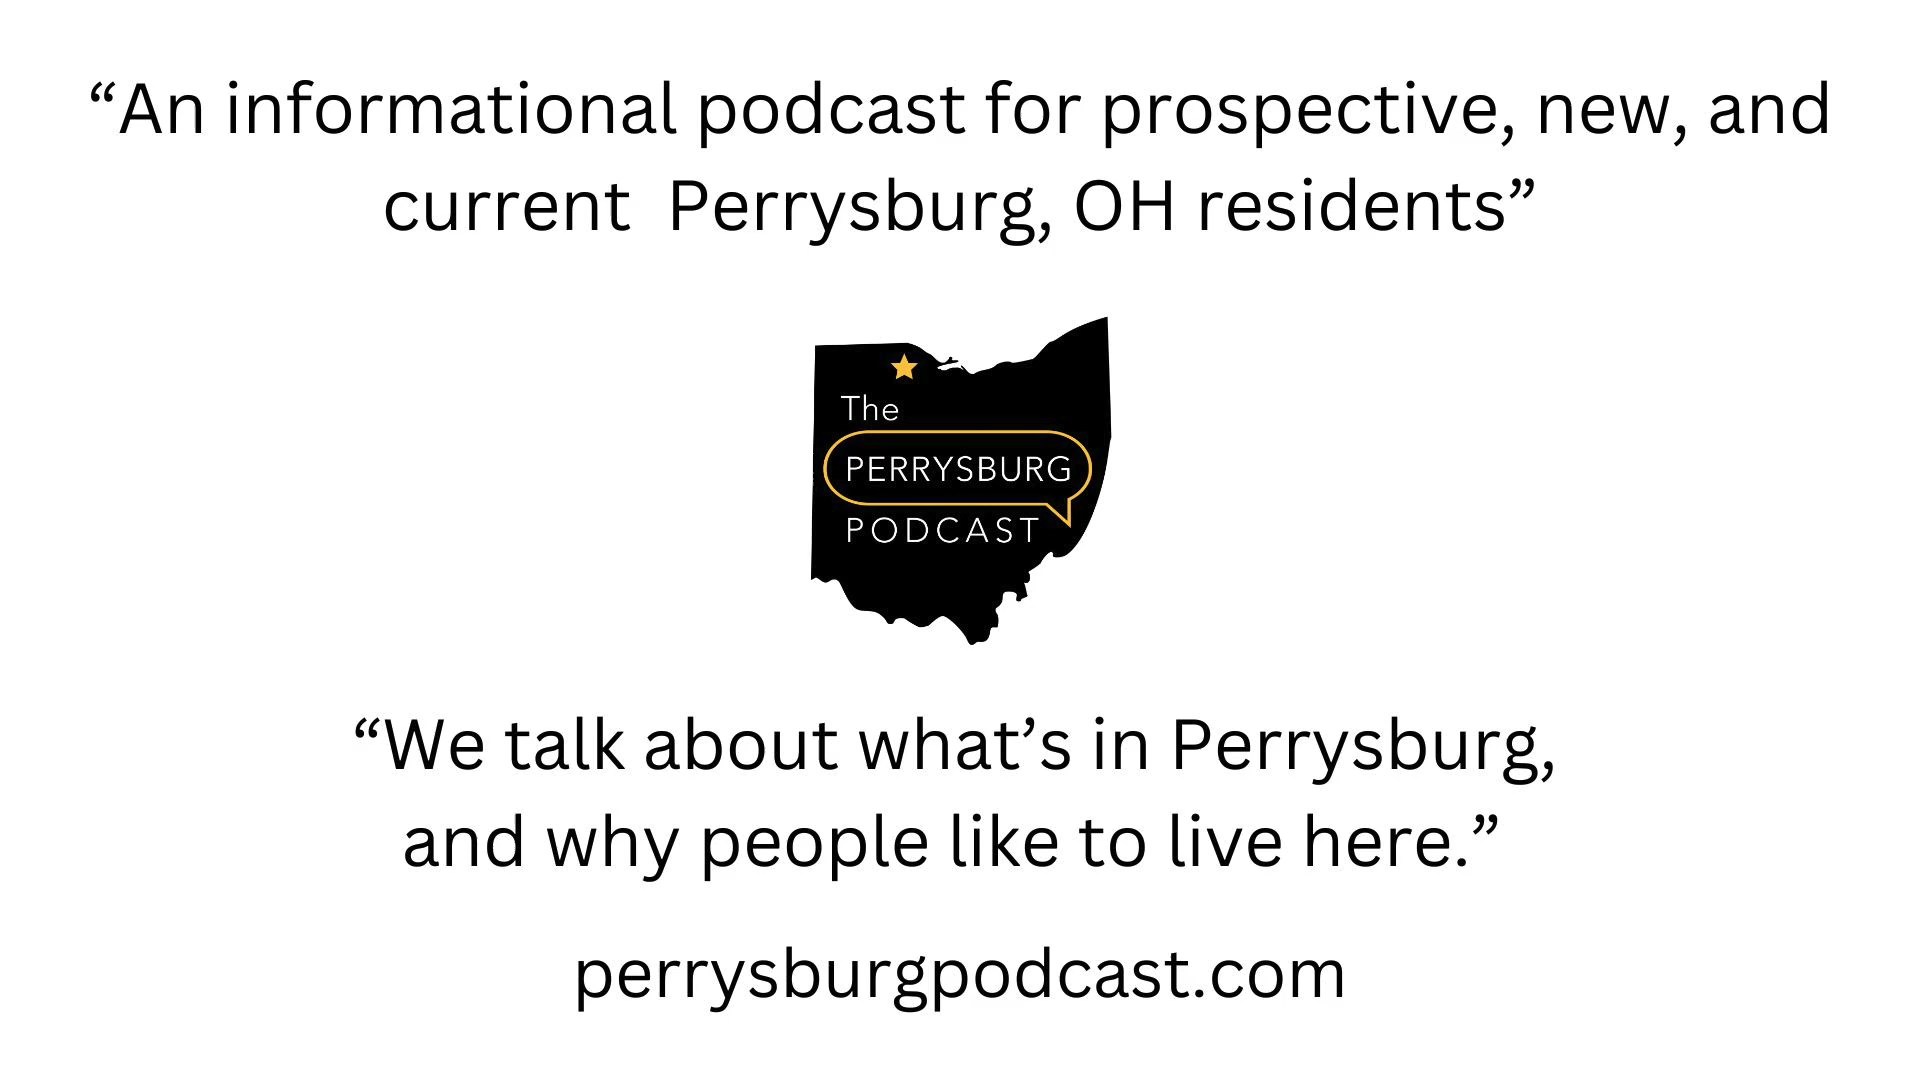 “An informational podcast for prospective, new, and
current  Perrysburg, OH residents”
The
PERRYSBURG
PODCAST
“We talk about what’s in Perrysburg,
and why people like to live here.”
perrysburgpodcast.com